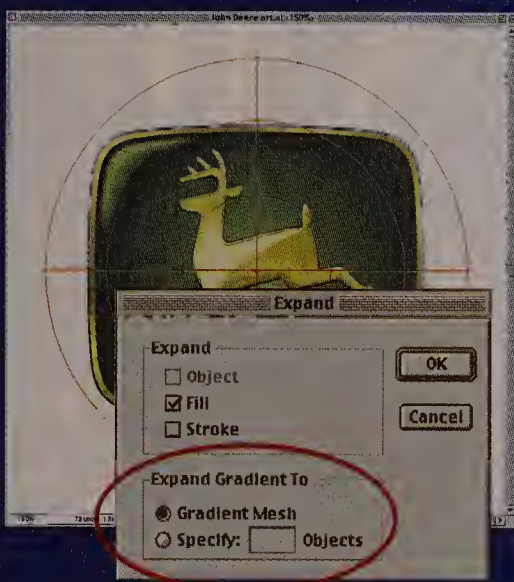 John Deere art.ai: 150%
Expand
Expand
Object
Fill
Stroke
OK
Cancel
Expand Gradient To
Gradient Mesh
Specify:
Objects